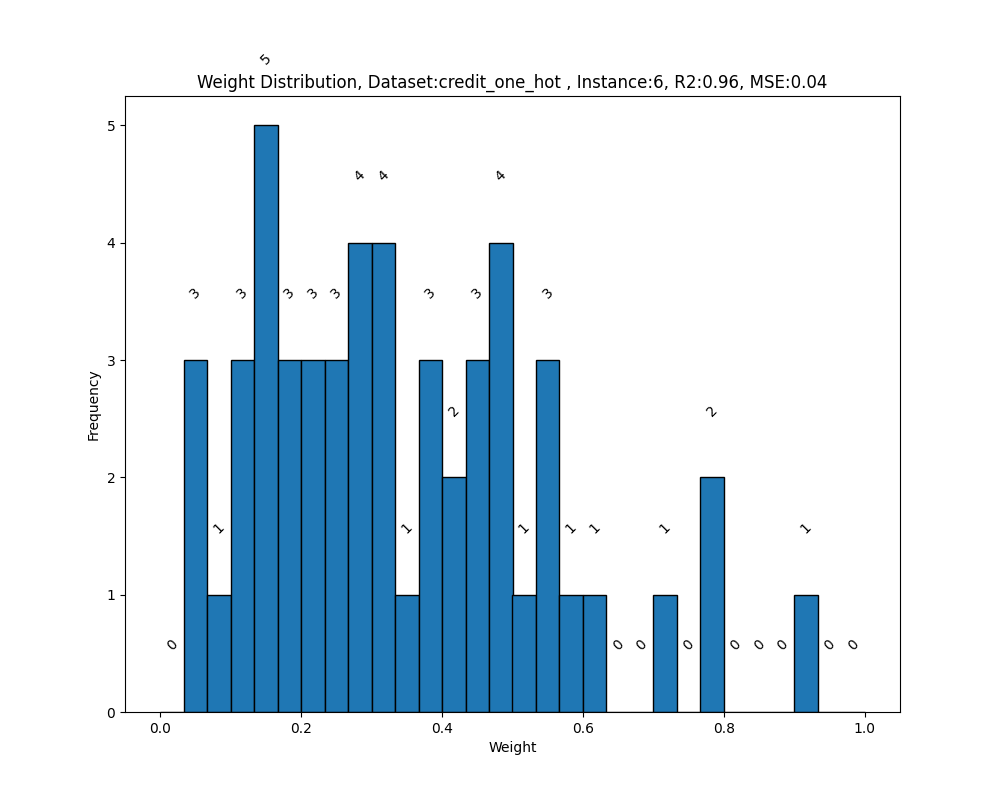 5
Weight Distribution, Dataset:credit_one_hot , Instance:6, R2:0.96, MSE:0.04
5
4 4 4
4
3 3 3 3 3 3 3 3
3
2 2
2
1 1 1 1 1 1 1
1
0 0 0 0 0 0 0 0 0
0
0.0 0.2 0.4 0.6 0.8 1.0
Frequency
Weight